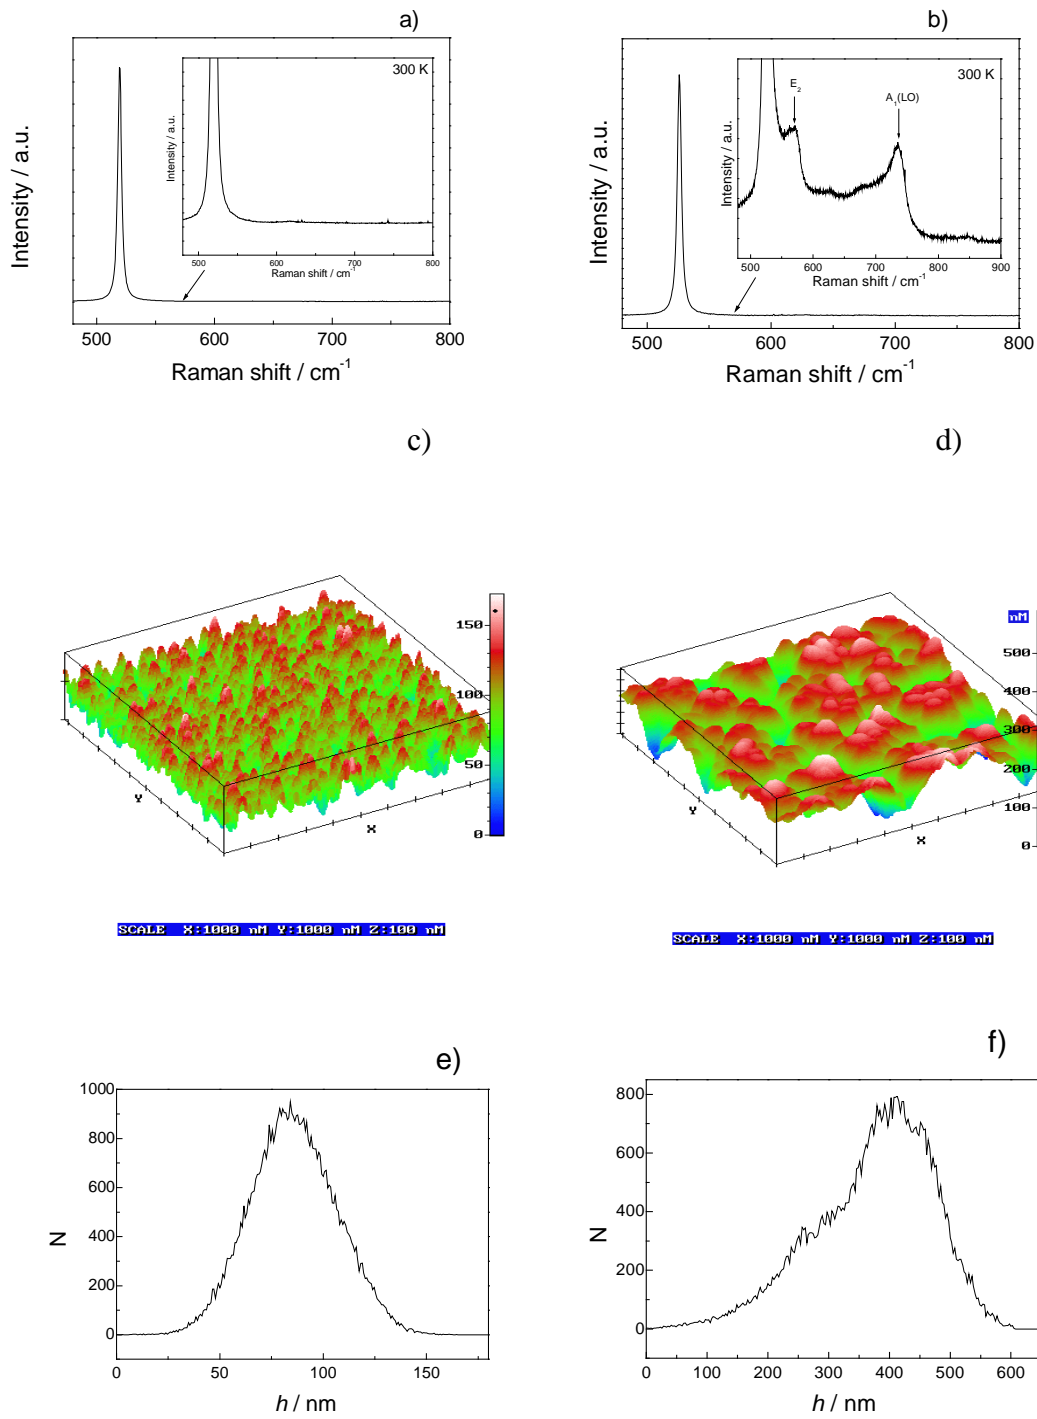 a)
Intensity / a.u.
300 K
Intensity / a.u.
500 600 700 800
Raman shift / cm-1
500 600 700 800
Raman shift / cm-1
b)
Intensity / a.u.
300 K
E2
A1(LO)
Intensity / a.u.
500 600 700 800 900
Raman shift / cm-1
500 600 700 800
Raman shift / cm-1
c)
150
100
50
0
Y
X
SCALE X:1000 nM Y:1000 nM Z:100 nM
d)
nM
500
400
300
200
100
0
Y
X
SCALE X:1000 nM Y:1000 nM Z:100 nM
e)
1000
800
600
400
200
0
N
0 50 100 150
h / nm
f)
800
600
400
200
0
N
0 100 200 300 400 500 600
h / nm